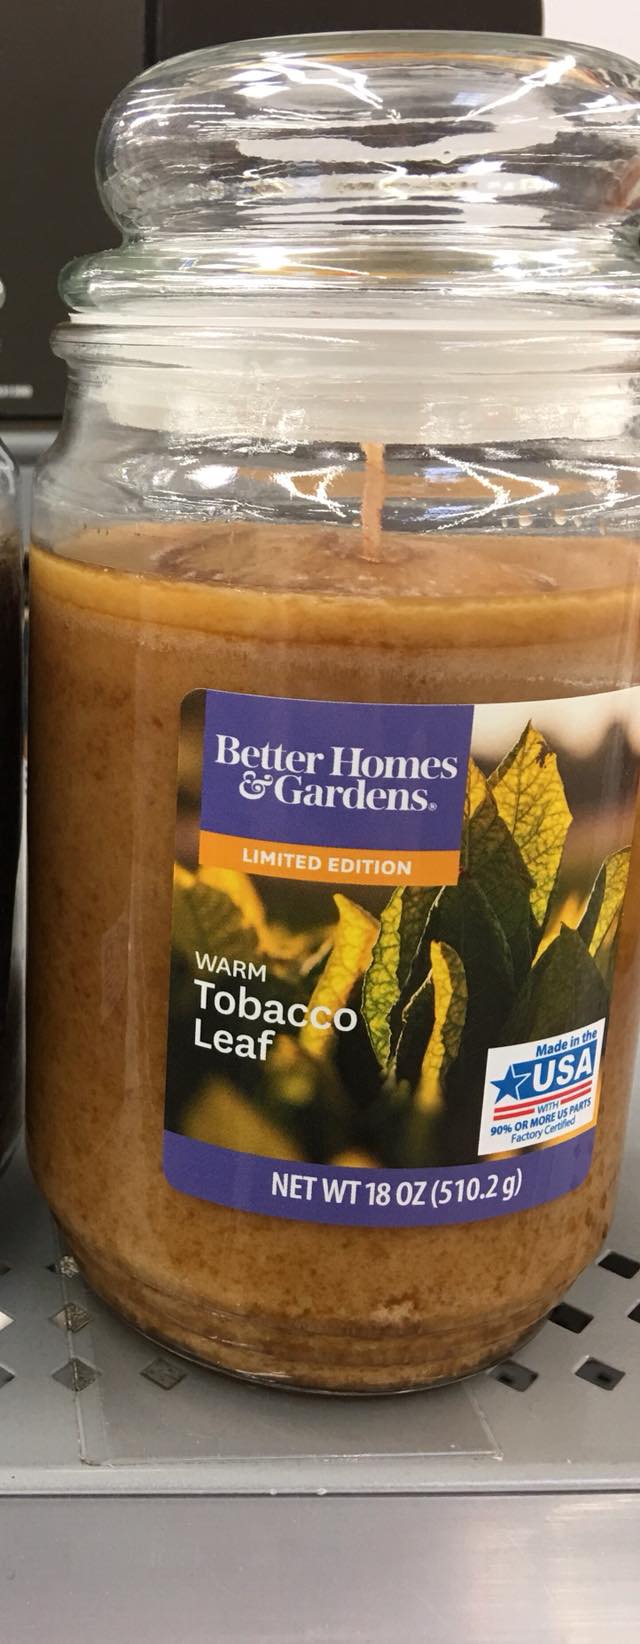 Better Homes
& Gardens®
LIMITED EDITION
WARM
Tobacco
Leaf
Made in the
USA
WITH
90% OR MORE US PARTS
Factory Certified
NET WT 18 OZ (510.2 g)